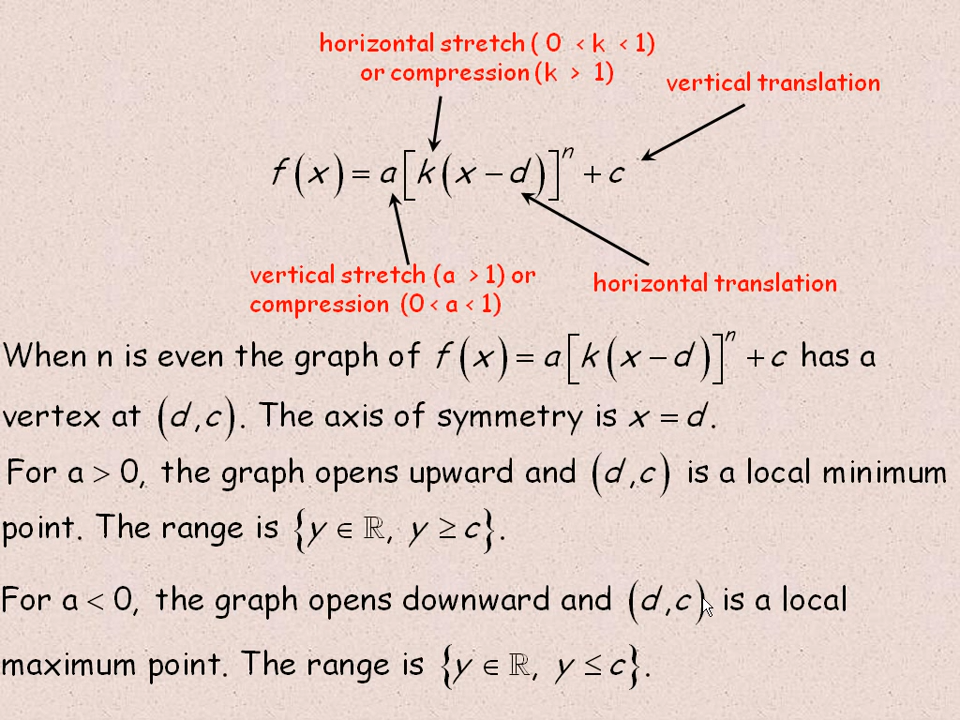 horizontal stretch ( 0 < k < 1)
or compression (k > 1)
vertical translation
f (x) = a[k(x − d)]ⁿ + c
vertical stretch (a > 1) or
compression (0 < a < 1)
horizontal translation
When n is even the graph of f (x) = a[k(x − d)]ⁿ + c has a
vertex at (d,c). The axis of symmetry is x = d.
For a > 0, the graph opens upward and (d,c) is a local minimum
point. The range is {y ∈ ℝ, y ≥ c}.
For a < 0, the graph opens downward and (d,c) is a local
maximum point. The range is {y ∈ ℝ, y ≤ c}.